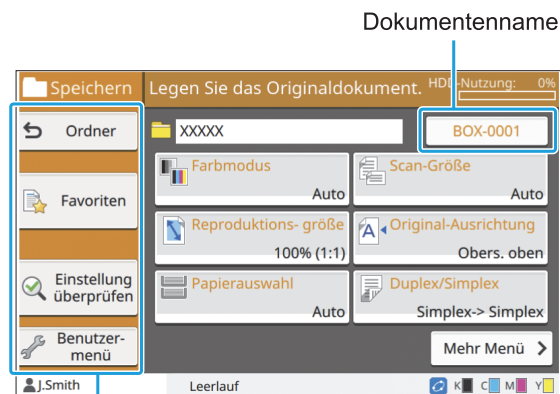 Dokumentenname
Speichern
Legen Sie das Originaldokument.
HDD-Nutzung: 0%
Ordner
XXXXX
BOX-0001
Farbmodus
Auto
Scan-Größe
Auto
Favoriten
Reproduktions- größe
100% (1:1)
A
Original-Ausrichtung
Obers. oben
Einstellung
überprüfen
Papierauswahl
Auto
Duplex/Simplex
Simplex-> Simplex
Benutzer-
menü
Mehr Menü
J.Smith
Leerlauf
K C M Y